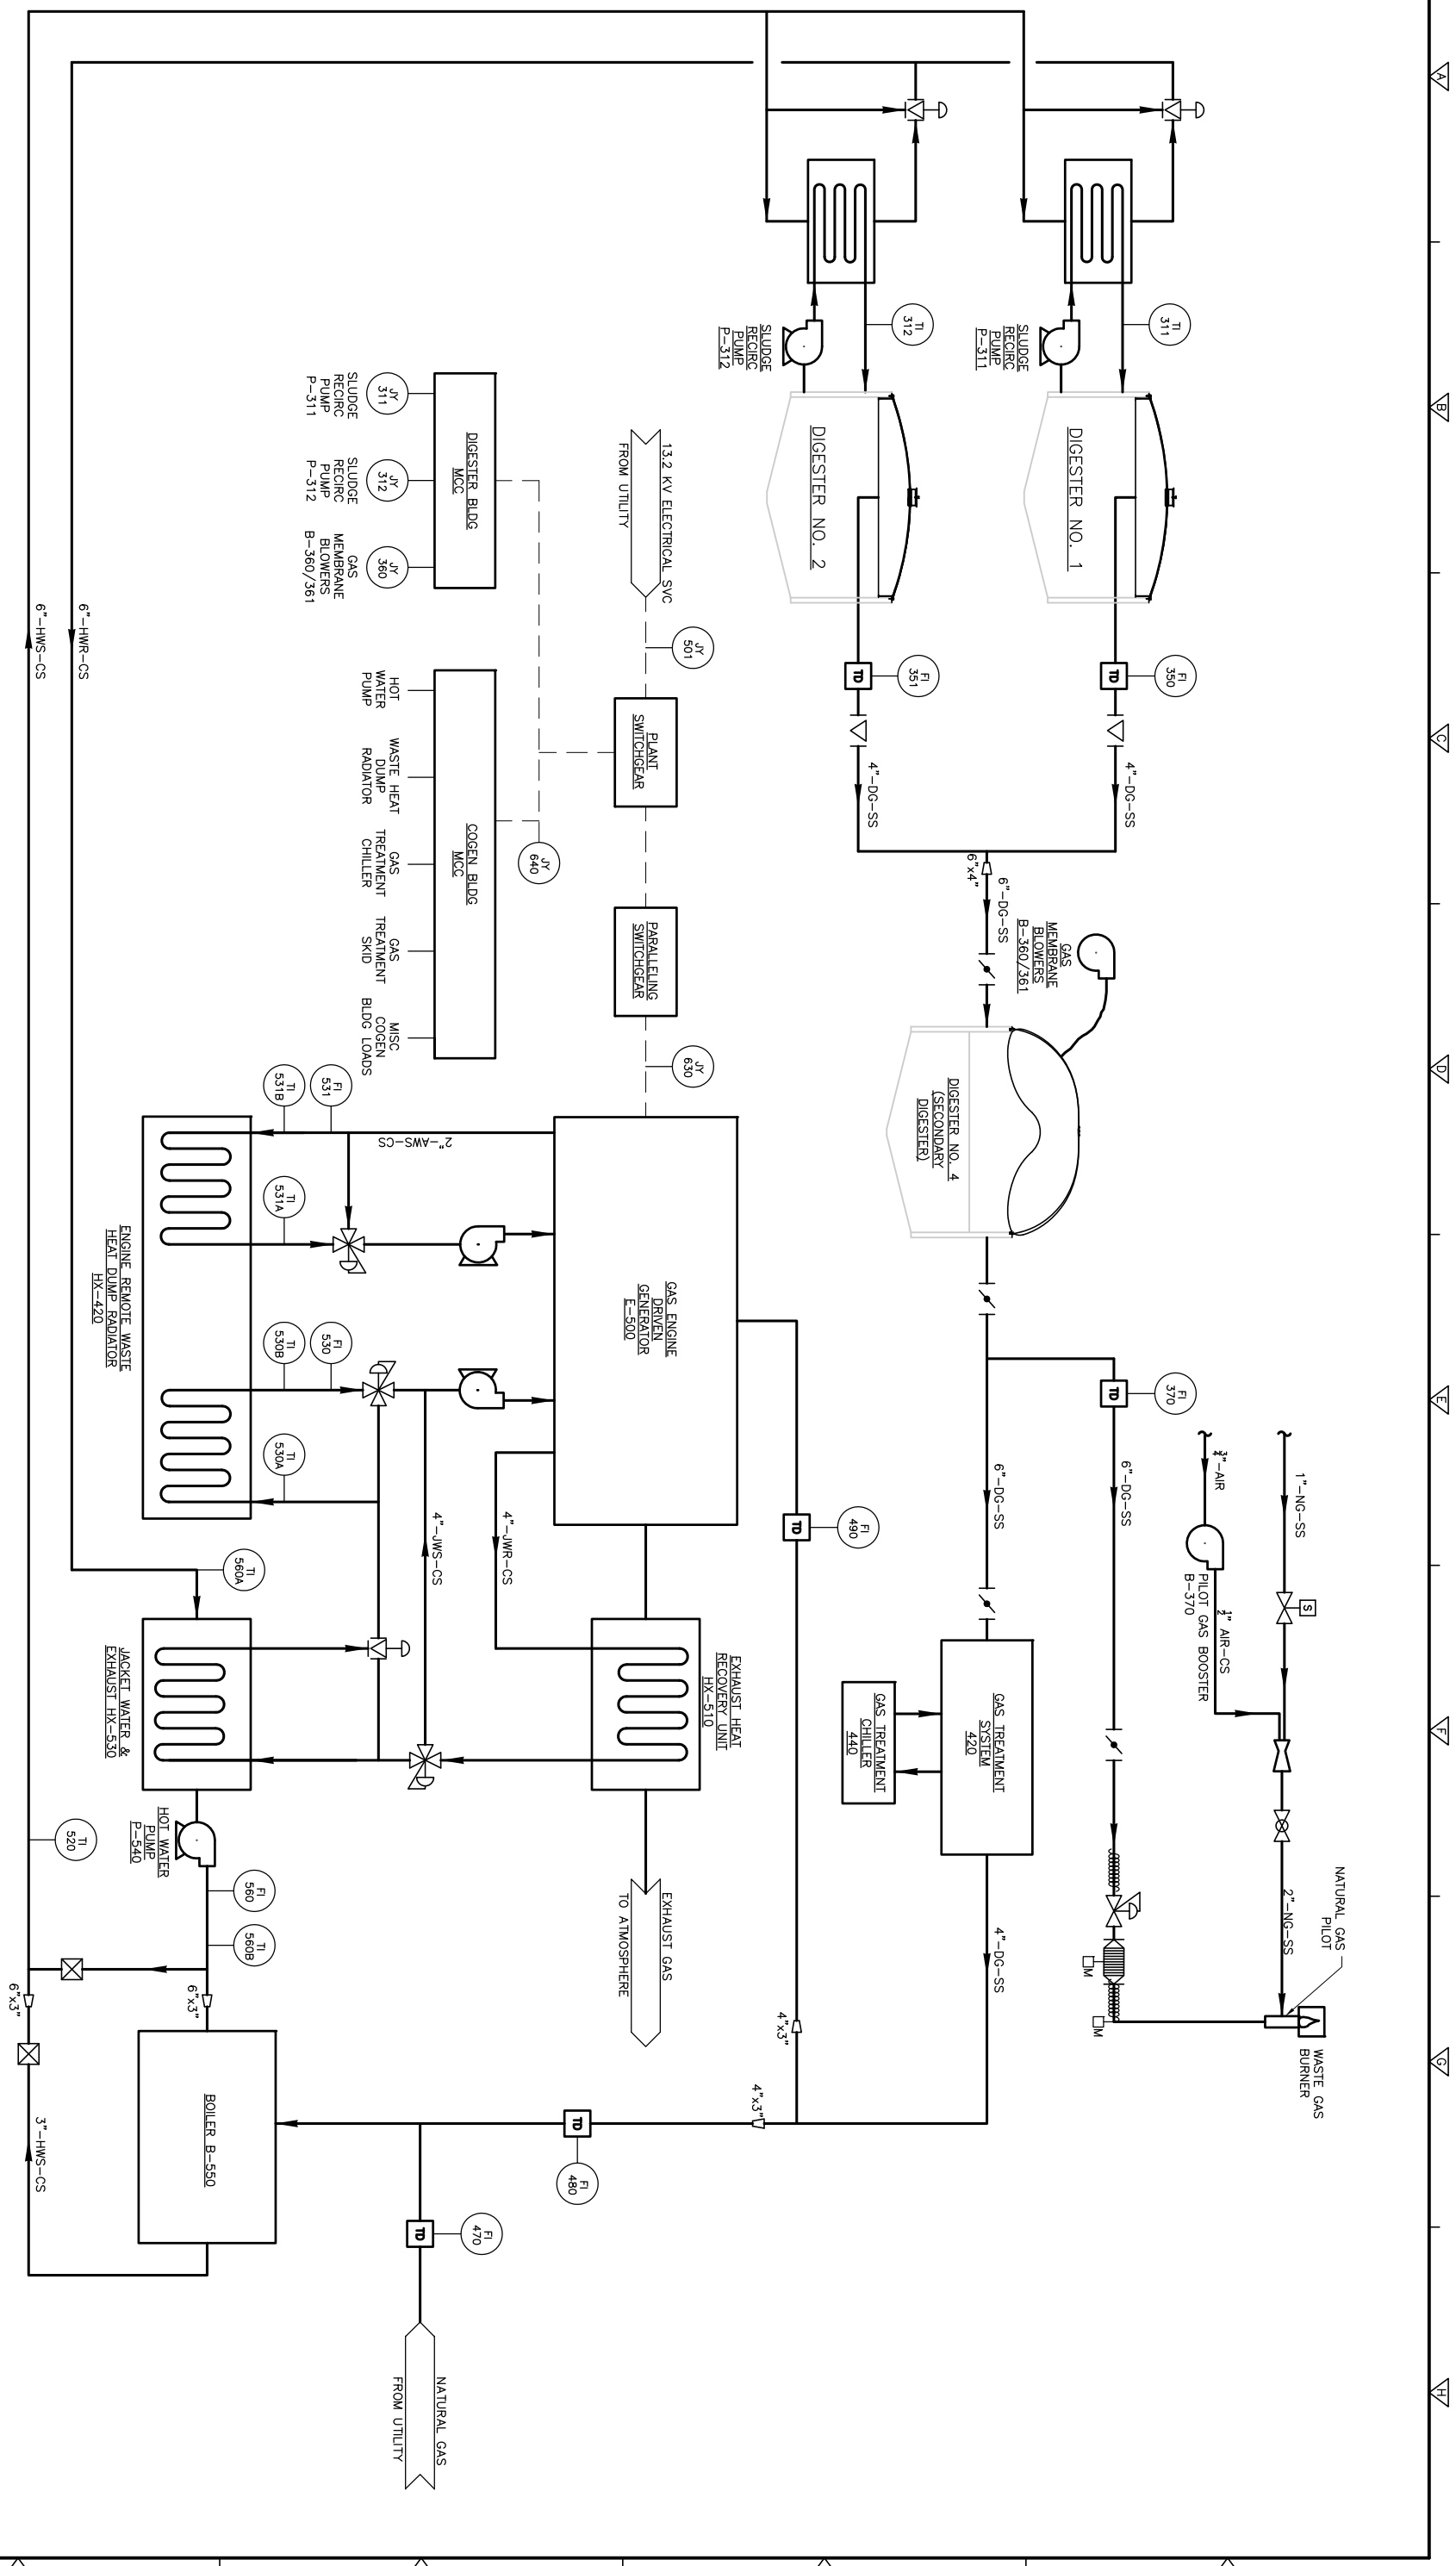 A
B
C
D
E
F
G
H
1"-NG-SS
S
NATURAL GAS
PILOT
2"-NG-SS
WASTE GAS
BURNER
3/4"-AIR
1/2" AIR-CS
PILOT GAS BOOSTER
B-370
FI
370
TD
6"-DG-SS
M
M
TI
311
SLUDGE
RECIRC
PUMP
P-311
DIGESTER NO. 1
FI
350
TD
4"-DG-SS
6"x4"
6"-DG-SS
GAS
MEMBRANE
BLOWERS
B-360/361
DIGESTER NO. 4
(SECONDARY
DIGESTER)
6"-DG-SS
GAS TREATMENT
SYSTEM
420
GAS TREATMENT
CHILLER
440
4"-DG-SS
TI
312
SLUDGE
RECIRC
PUMP
P-312
DIGESTER NO. 2
FI
351
TD
4"-DG-SS
FI
490
TD
4"x3"
4"x3"
13.2 KV ELECTRICAL SVC
FROM UTILITY
JY
501
PLANT
SWITCHGEAR
PARALLELING
SWITCHGEAR
JY
630
GAS ENGINE
DRIVEN
GENERATOR
E-500
EXHAUST HEAT
RECOVERY UNIT
HX-510
EXHAUST GAS
TO ATMOSPHERE
TD
FI
480
JY
640
DIGESTER BLDG
MCC
JY
311
SLUDGE
RECIRC
PUMP
P-311
JY
312
SLUDGE
RECIRC
PUMP
P-312
JY
360
GAS
MEMBRANE
BLOWERS
B-360/361
COGEN BLDG
MCC
HOT
WATER
PUMP
WASTE HEAT
DUMP
RADIATOR
GAS
TREATMENT
CHILLER
GAS
TREATMENT
SKID
MISC
COGEN
BLDG LOADS
4"-JWR-CS
4"-JWS-CS
2"-AWS-CS
FI
531
TI
531B
TI
531A
FI
530
TI
530B
TI
530A
ENGINE REMOTE WASTE
HEAT DUMP RADIATOR
HX-420
TI
560A
JACKET WATER &
EXHAUST HX-530
HOT WATER
PUMP
P-540
FI
560
TI
560B
TI
520
6"x3"
6"x3"
BOILER B-550
3"-HWS-CS
FI
470
TD
NATURAL GAS
FROM UTILITY
6"-HWR-CS
6"-HWS-CS